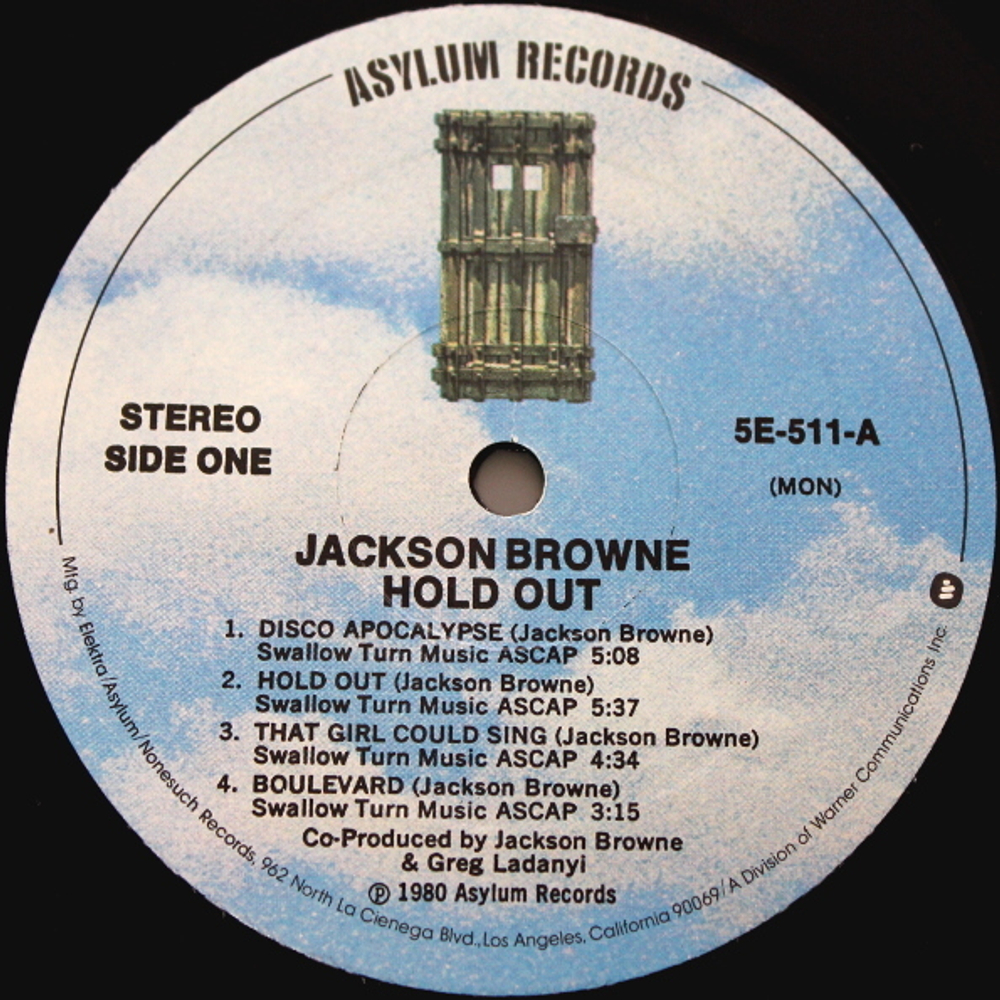 ASYLUM RECORDS
STEREO
SIDE ONE
5E-511-A
(MON)
JACKSON BROWNE
HOLD OUT
1. DISCO APOCALYPSE (Jackson Browne)
Swallow Turn Music ASCAP 5:08
2. HOLD OUT (Jackson Browne)
Swallow Turn Music ASCAP 5:37
3. THAT GIRL COULD SING (Jackson Browne)
Swallow Turn Music ASCAP 4:34
4. BOULEVARD (Jackson Browne)
Swallow Turn Music ASCAP 3:15
Co-Produced by Jackson Browne
& Greg Ladanyi
℗ 1980 Asylum Records
Mfg. by Elektra/Asylum/Nonesuch Records, 962 North La Cienega Blvd., Los Angeles, California 90069/A Division of Warner Communications Inc.